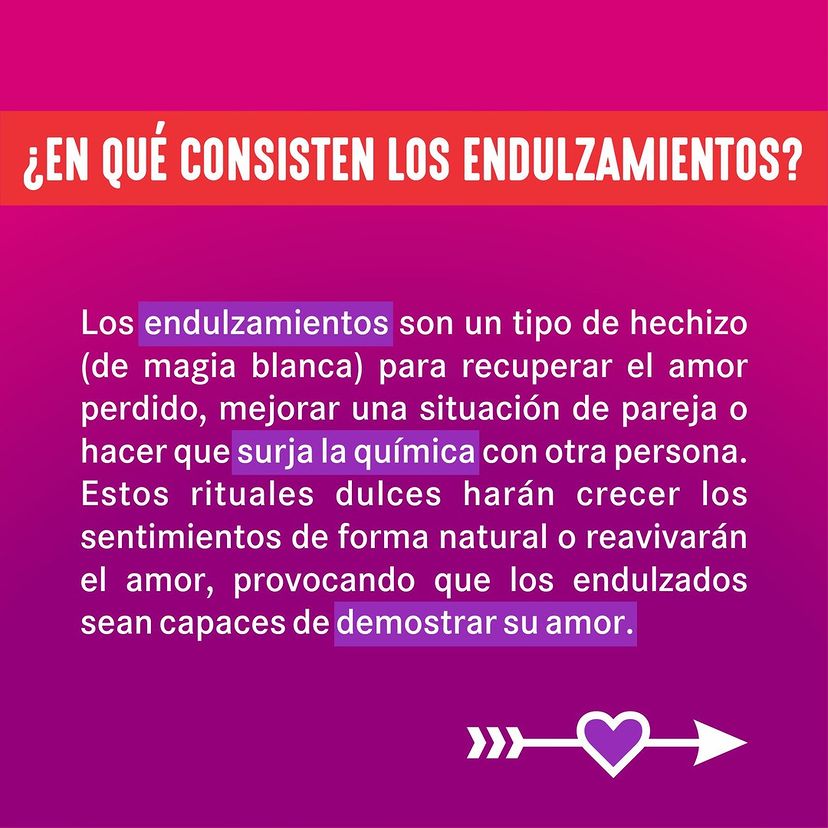 ¿EN QUÉ CONSISTEN LOS ENDULZAMIENTOS?
Los endulzamientos son un tipo de hechizo
(de magia blanca) para recuperar el amor
perdido, mejorar una situación de pareja o
hacer que surja la química con otra persona.
Estos rituales dulces harán crecer los
sentimientos de forma natural o reavivarán
el amor, provocando que los endulzados
sean capaces de demostrar su amor.